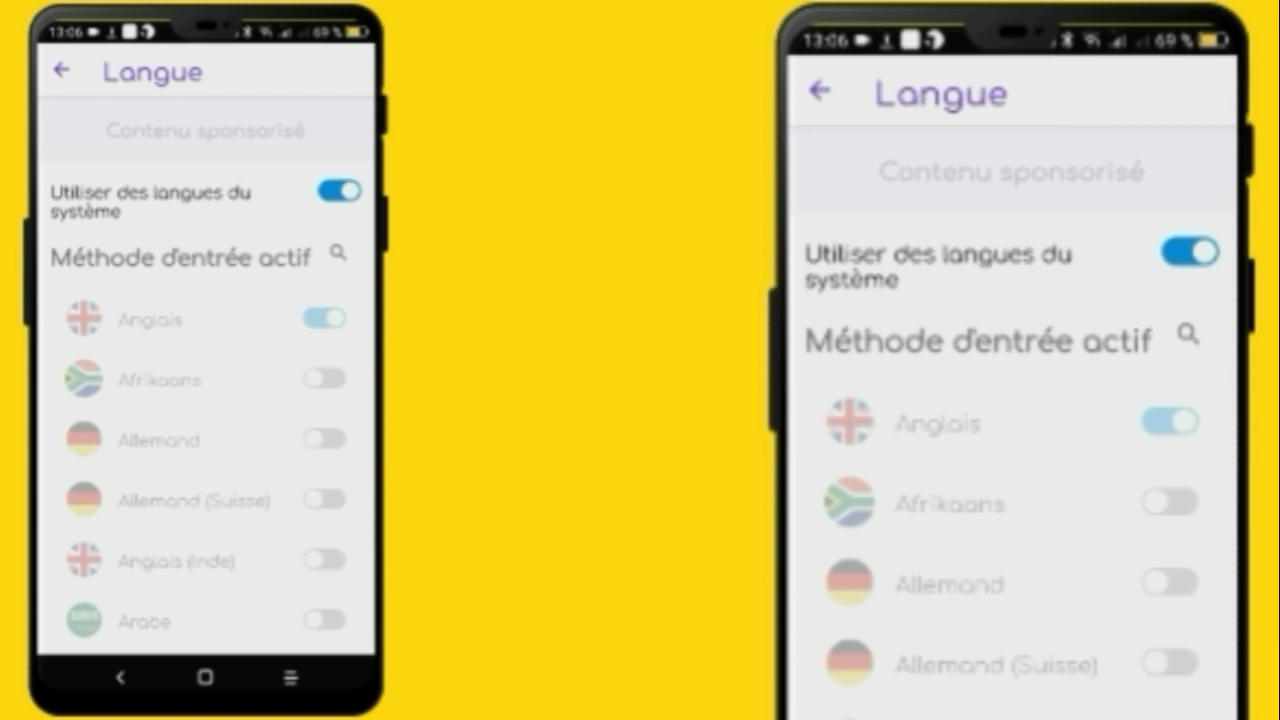 13:06
69 %
Langue
Contenu sponsorisé
Utiliser des langues du
système
Méthode d'entrée actif
Anglais
Afrikaans
Allemand
Allemand (Suisse)
Anglais (Inde)
Arabe
13:06
69 %
Langue
Contenu sponsorisé
Utiliser des langues du
système
Méthode d'entrée actif
Anglais
Afrikaans
Allemand
Allemand (Suisse)